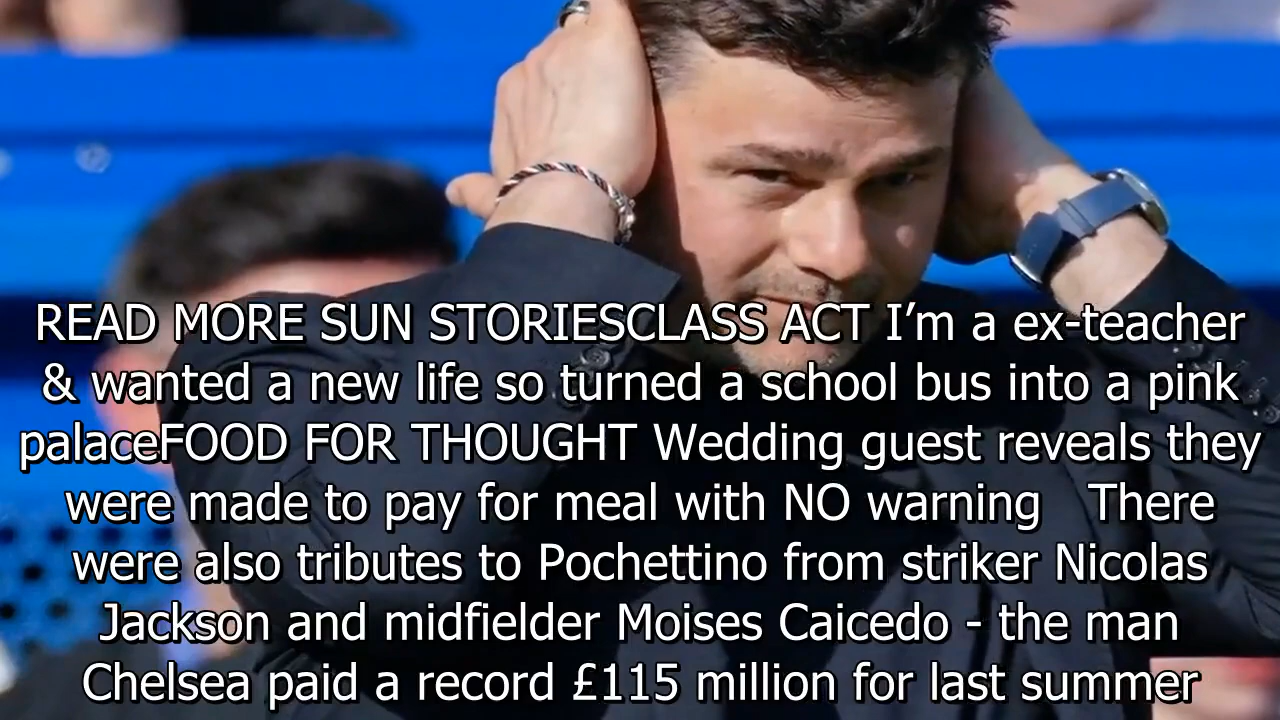 READ MORE SUN STORIESCLASS ACT I’m a ex-teacher
& wanted a new life so turned a school bus into a pink
palaceFOOD FOR THOUGHT Wedding guest reveals they
were made to pay for meal with NO warning   There
were also tributes to Pochettino from striker Nicolas
Jackson and midfielder Moises Caicedo - the man
Chelsea paid a record £115 million for last summer